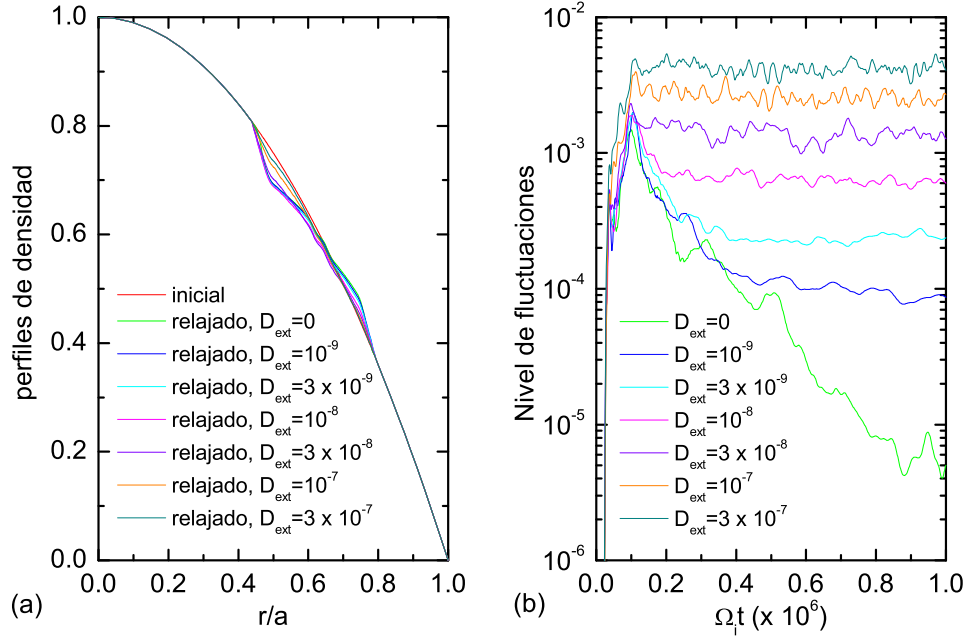 perfiles de densidad
1.0
0.8
0.6
0.4
0.2
0.0
inicial
relajado, D_ext=0
relajado, D_ext=10^-9
relajado, D_ext=3 x 10^-9
relajado, D_ext=10^-8
relajado, D_ext=3 x 10^-8
relajado, D_ext=10^-7
relajado, D_ext=3 x 10^-7
0.0 0.2 0.4 0.6 0.8 1.0
(a)
r/a
Nivel de fluctuaciones
10^-2
10^-3
10^-4
10^-5
10^-6
D_ext=0
D_ext=10^-9
D_ext=3 x 10^-9
D_ext=10^-8
D_ext=3 x 10^-8
D_ext=10^-7
D_ext=3 x 10^-7
0.0 0.2 0.4 0.6 0.8 1.0
(b)
Ω_i t (x 10^6)